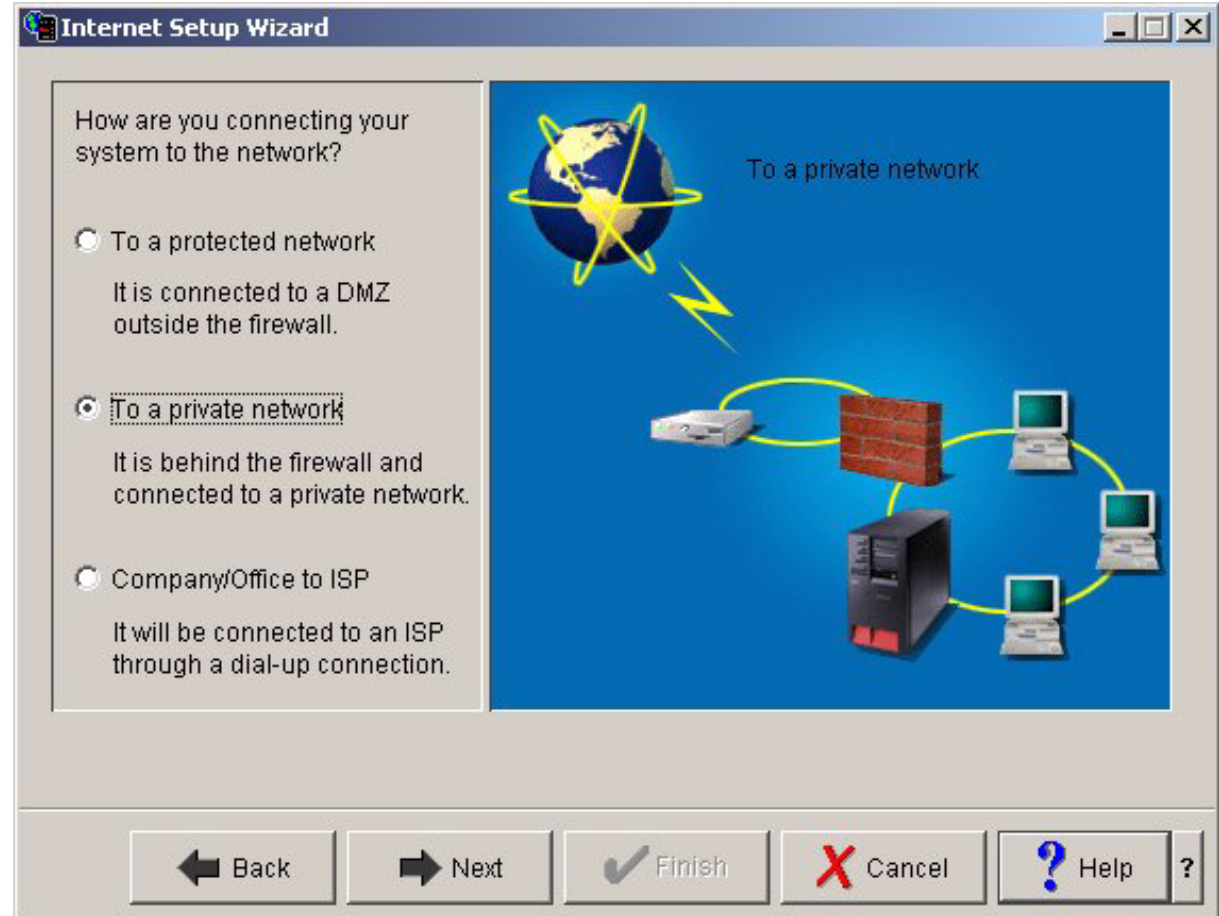 Internet Setup Wizard
How are you connecting your
system to the network?
To a protected network
It is connected to a DMZ
outside the firewall.
To a private network
It is behind the firewall and
connected to a private network.
Company/Office to ISP
It will be connected to an ISP
through a dial-up connection.
To a private network
Back
Next
Finish
Cancel
? Help
?